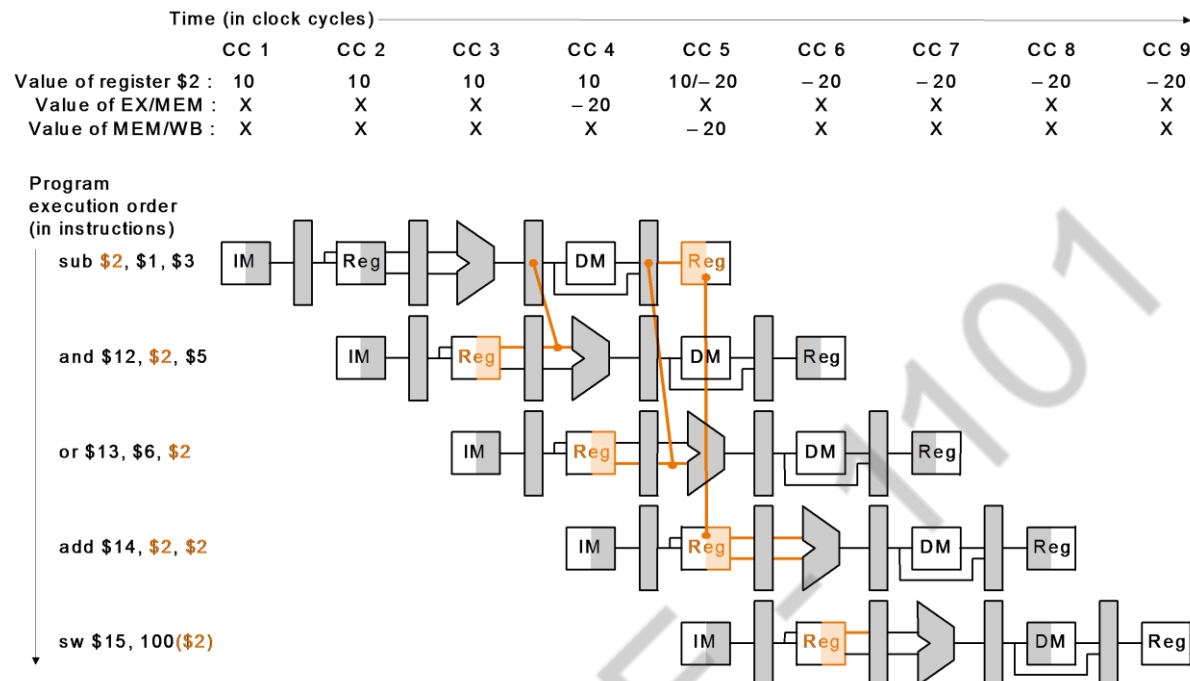 Time (in clock cycles)
CC 1 CC 2 CC 3 CC 4 CC 5 CC 6 CC 7 CC 8 CC 9
Value of register $2 : 10 10 10 10 10/– 20 – 20 – 20 – 20 – 20
Value of EX/MEM : X X X – 20 X X X X X
Value of MEM/WB : X X X X – 20 X X X X
Program
execution order
(in instructions)
sub $2, $1, $3 IM Reg DM Reg
and $12, $2, $5 IM Reg DM Reg
or $13, $6, $2 IM Reg DM Reg
add $14, $2, $2 IM Reg DM Reg
sw $15, 100($2) IM Reg DM Reg
1101